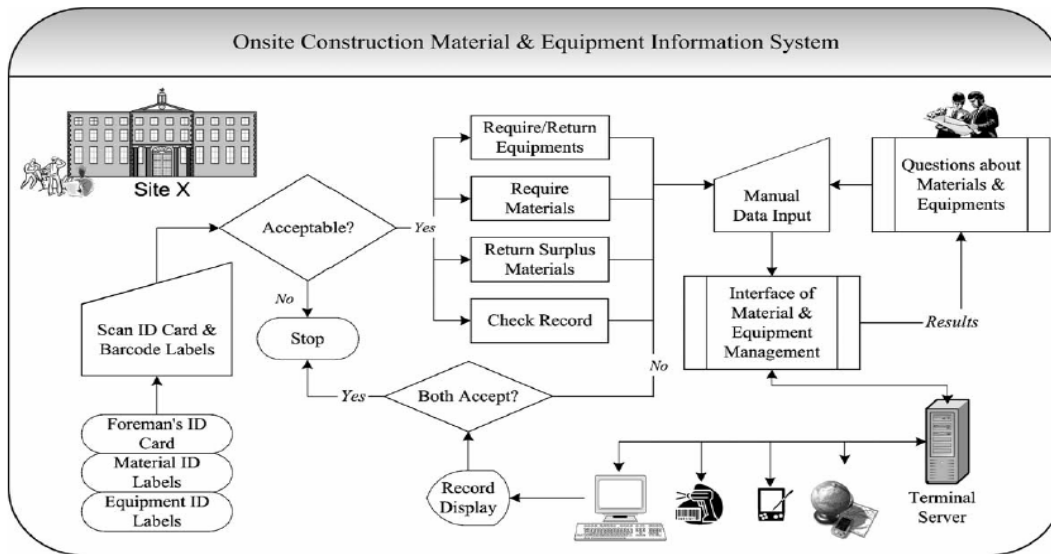 Onsite Construction Material & Equipment Information System
Site X
Acceptable?
Yes
No
Stop
Require/Return
Equipments
Require
Materials
Return Surplus
Materials
Check Record
Manual
Data Input
Questions about
Materials &
Equipments
Interface of
Material &
Equipment
Management
Results
Scan ID Card &
Barcode Labels
Foreman's ID
Card
Material ID
Labels
Equipment ID
Labels
Yes
Both Accept?
No
Record
Display
Terminal
Server